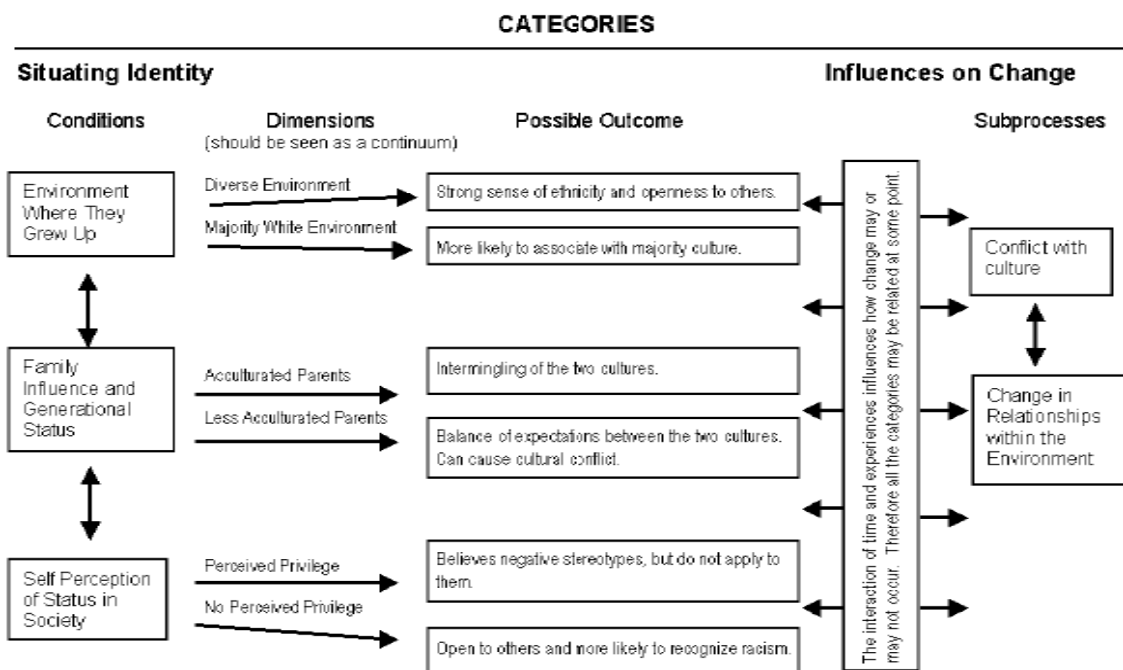 CATEGORIES
Situating Identity
Influences on Change
Conditions
Dimensions
(should be seen as a continuum)
Possible Outcome
Subprocesses
Environment
Where They
Grew Up
Diverse Environment
Majority White Environment
Strong sense of ethnicity and openness to others.
More likely to associate with majority culture.
Family
Influence and
Generational
Status
Acculturated Parents
Less Acculturated Parents
Intermingling of the two cultures.
Balance of expectations between the two cultures.
Can cause cultural conflict.
Self Perception
of Status in
Society
Perceived Privilege
No Perceived Privilege
Believes negative stereotypes, but do not apply to
them.
Open to others and more likely to recognize racism.
The interaction of time and experiences influences how change may or
may not occur. Therefore all the categories may be related at some point.
Conflict with
culture
Change in
Relationships
within the
Environment